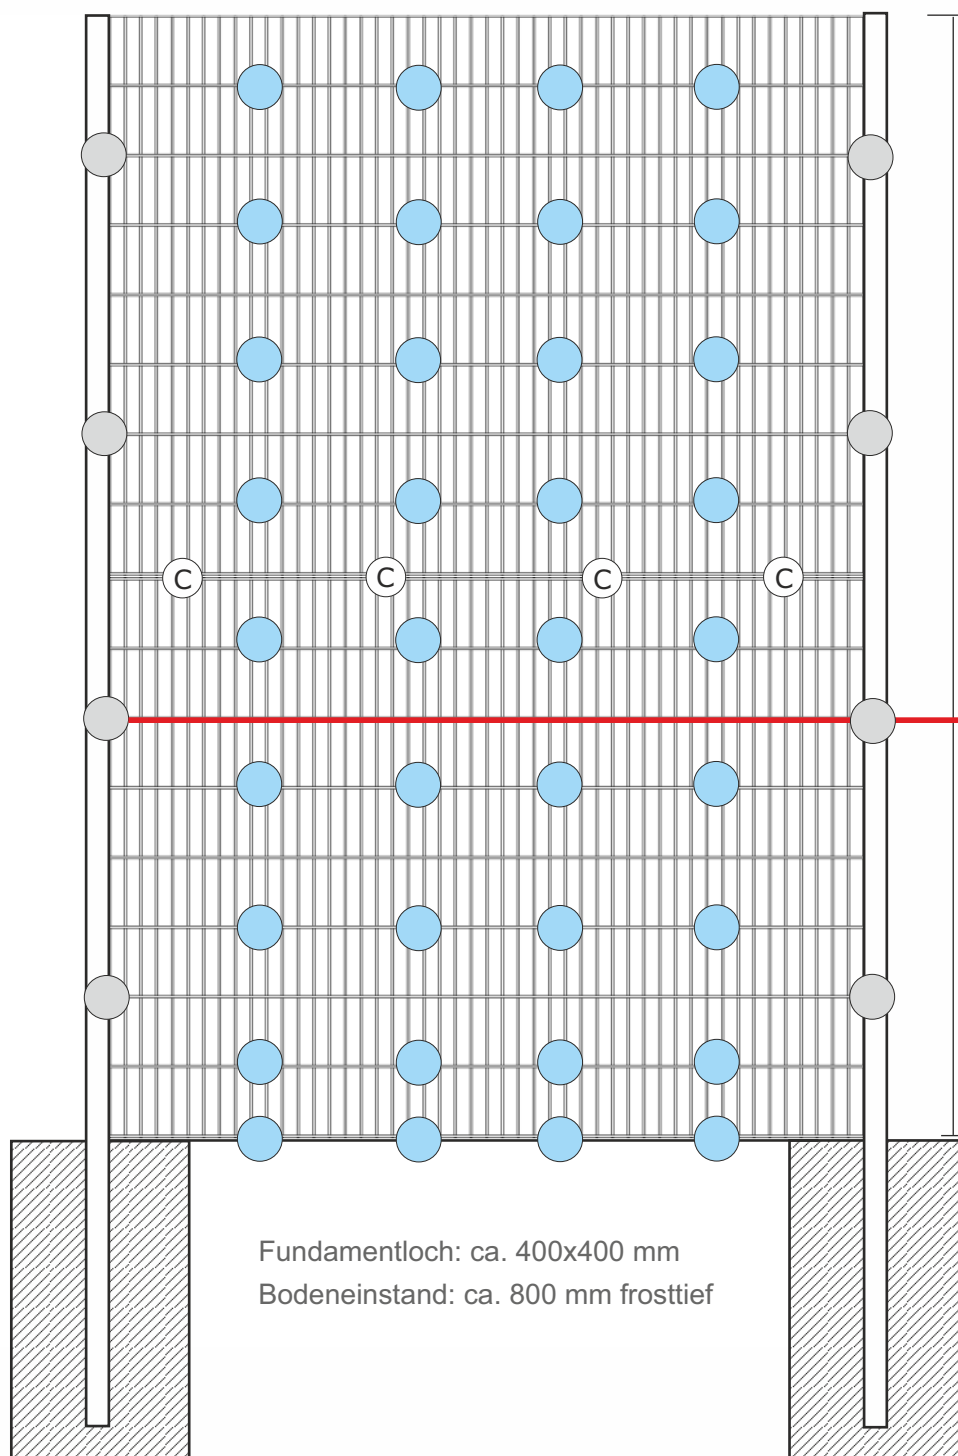 C C C C
Fundamentloch: ca. 400x400 mm
Bodeneinstand: ca. 800 mm frosttief